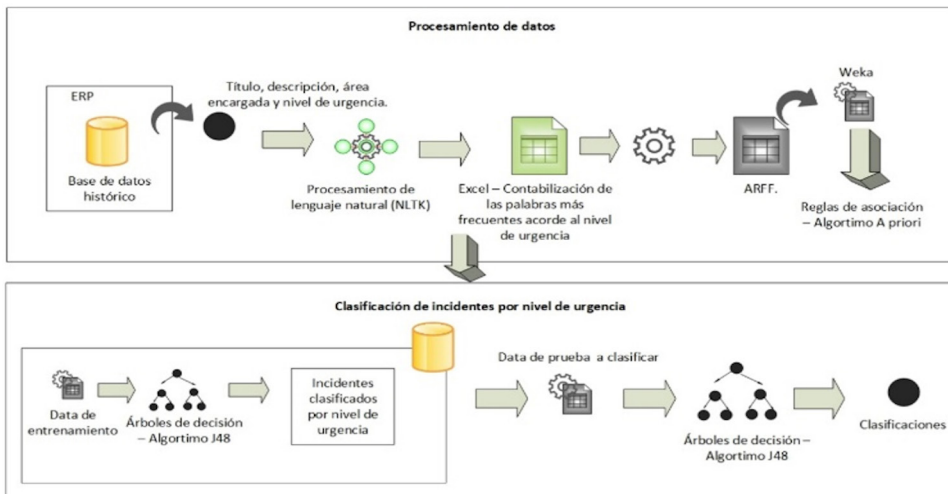 Procesamiento de datos
ERP
Base de datos
histórico
Título, descripción, área
encargada y nivel de urgencia.
Procesamiento de
lenguaje natural (NLTK)
Excel – Contabilización de
las palabras más
frecuentes acorde al nivel
de urgencia
ARFF.
Weka
Reglas de asociación
– Algortimo A priori
Clasificación de incidentes por nivel de urgencia
Data de
entrenamiento
Árboles de decisión
– Algortimo J48
Incidentes
clasificados
por nivel de
urgencia
Data de prueba a clasificar
Árboles de decisión –
Algortimo J48
Clasificaciones